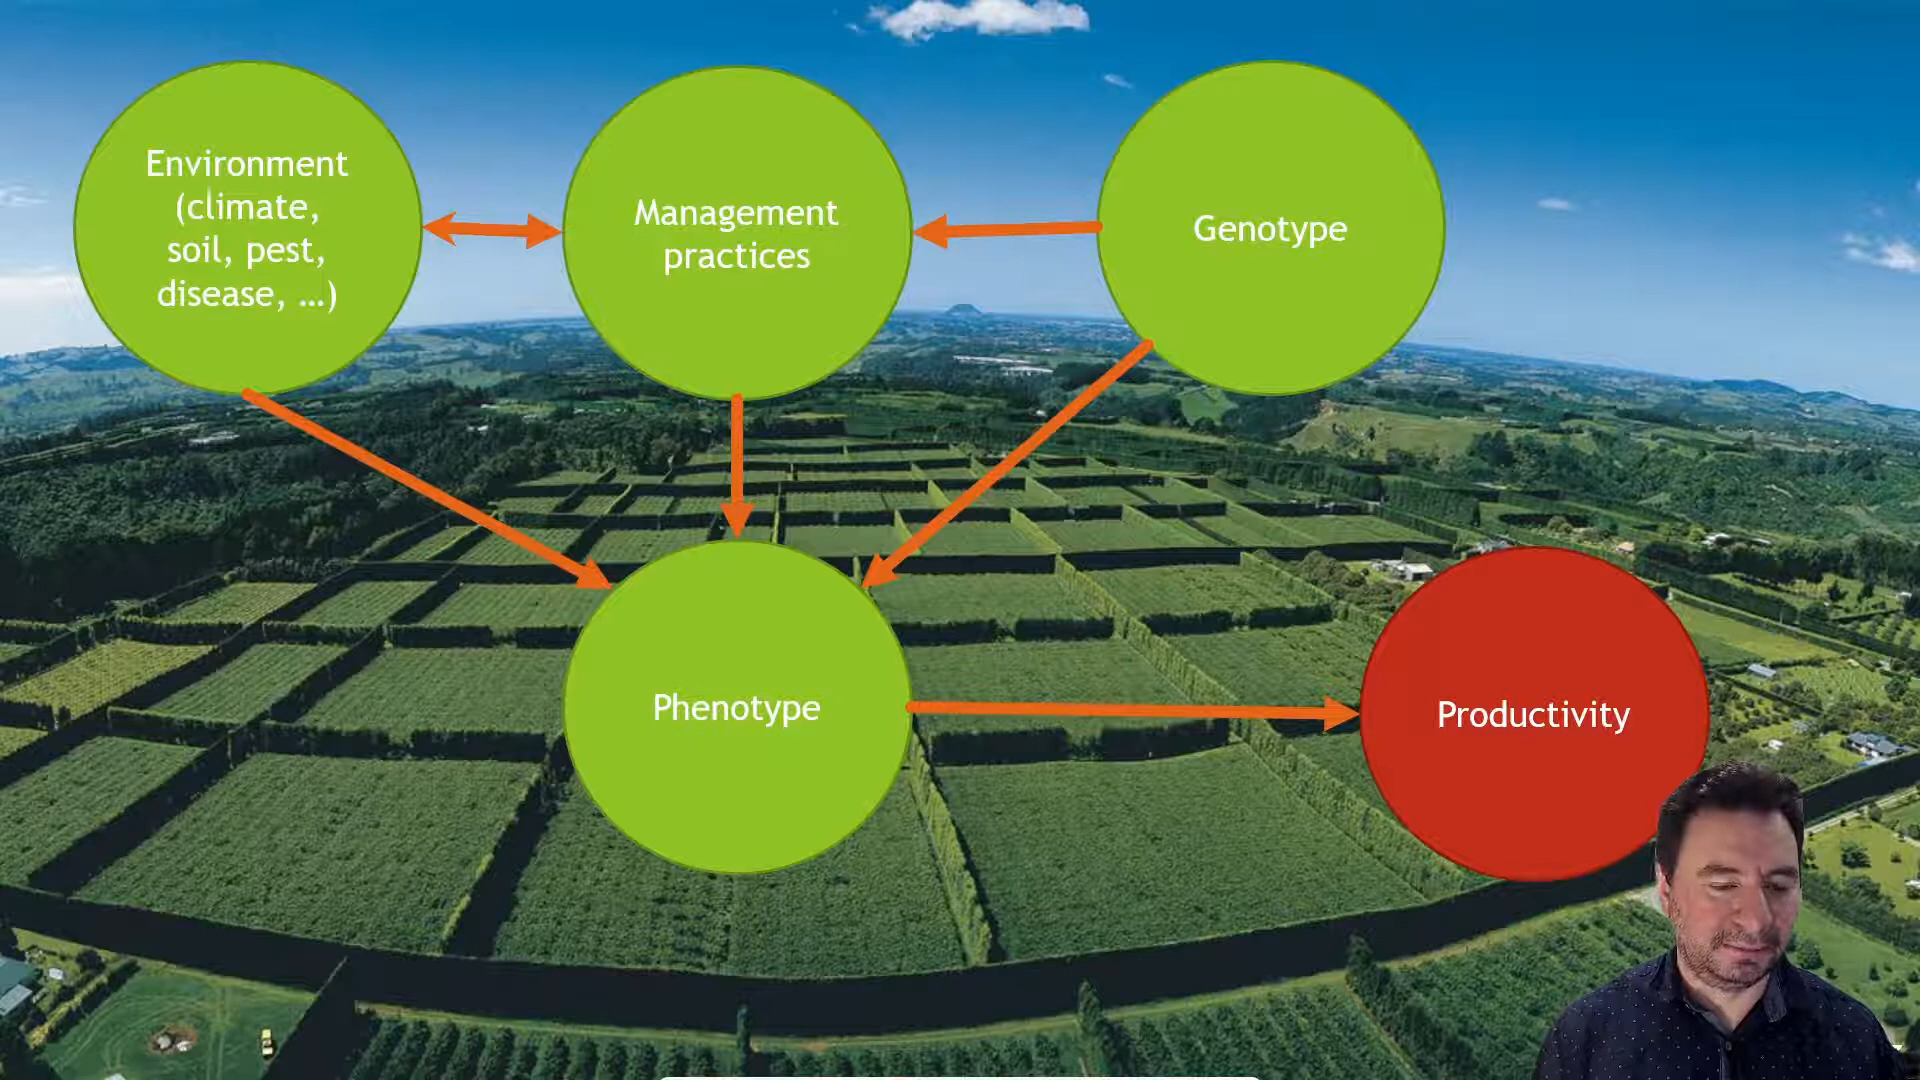 Environment
(climate,
soil, pest,
disease, ...)
Management
practices
Genotype
Phenotype
Productivity